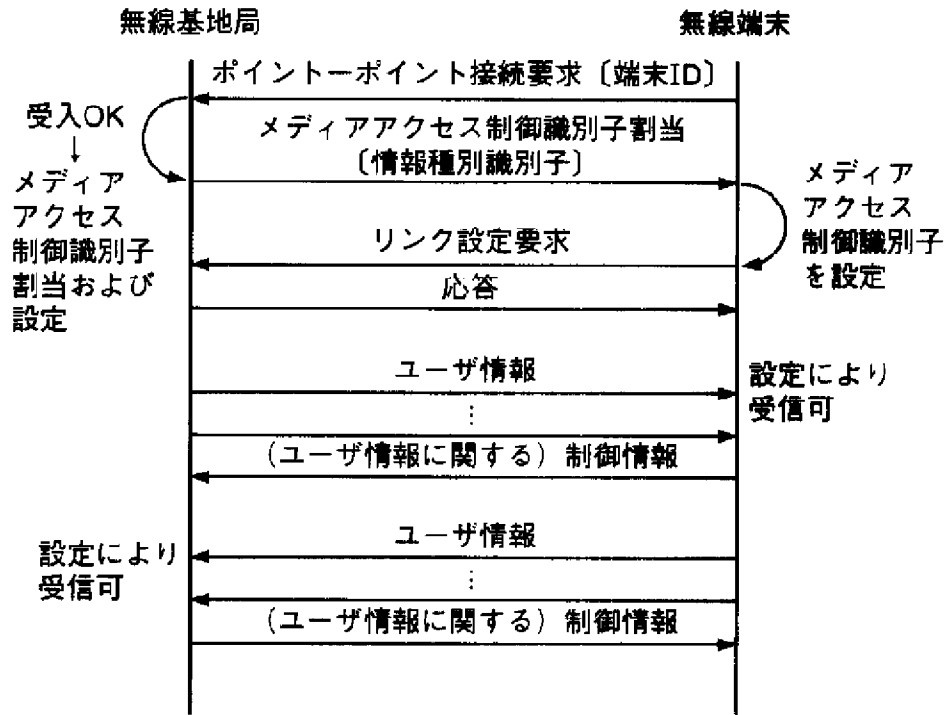 無線基地局
無線端末
ポイントーポイント接続要求〔端末ID〕
受入OK
↓
メディア
アクセス
制御識別子
割当および
設定
メディアアクセス制御識別子割当
〔情報種別識別子〕
メディア
アクセス
制御識別子
を設定
リンク設定要求
応答
ユーザ情報
⋮
設定により
受信可
(ユーザ情報に関する)制御情報
ユーザ情報
⋮
設定により
受信可
(ユーザ情報に関する)制御情報